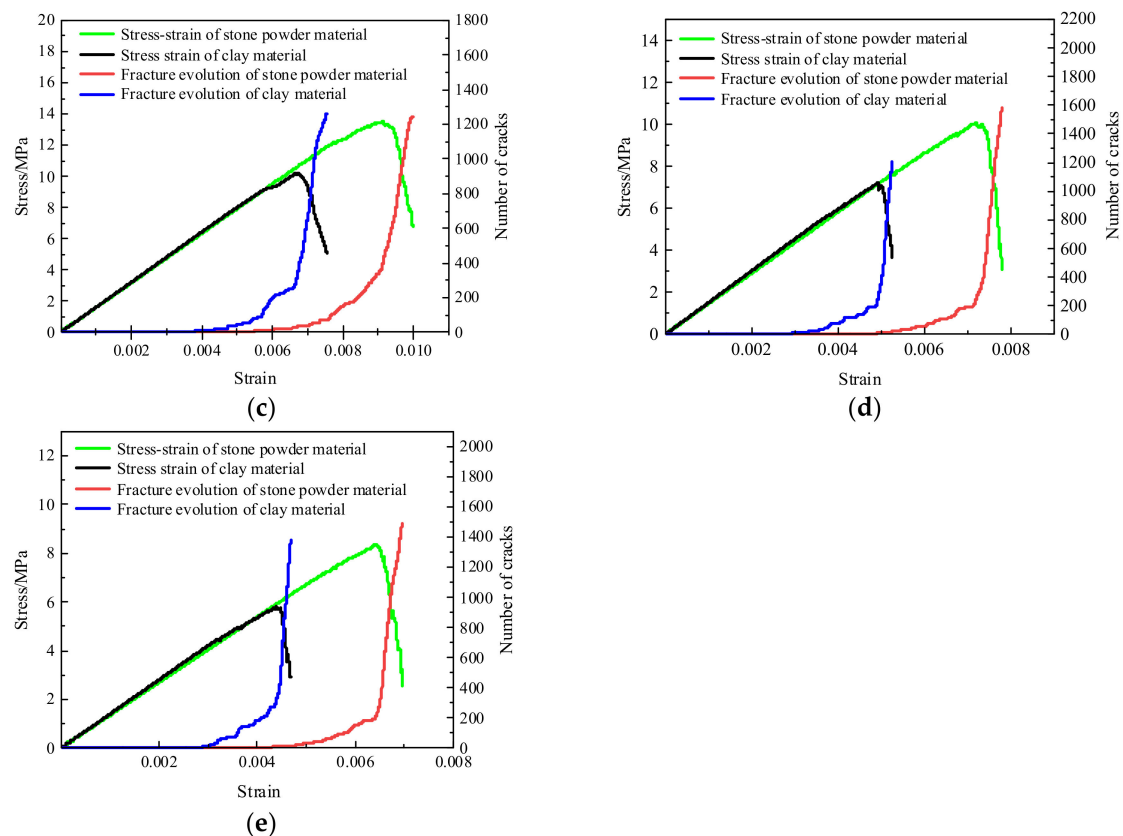 20
18
16
14
12
10
8
6
4
2
0
Stress/MPa
Stress-strain of stone powder material
Stress strain of clay material
Fracture evolution of stone powder material
Fracture evolution of clay material
1800
1600
1400
1200
1000
800
600
400
200
0
Number of cracks
0.002 0.004 0.006 0.008 0.010
Strain
(c)
14
12
10
8
6
4
2
0
Stress/MPa
Stress-strain of stone powder material
Stress strain of clay material
Fracture evolution of stone powder material
Fracture evolution of clay material
2200
2000
1800
1600
1400
1200
1000
800
600
400
200
0
Number of cracks
0.002 0.004 0.006 0.008
Strain
(d)
12
10
8
6
4
2
0
Stress/MPa
Stress-strain of stone powder material
Stress strain of clay material
Fracture evolution of stone powder material
Fracture evolution of clay material
2000
1800
1600
1400
1200
1000
800
600
400
200
0
Number of cracks
0.002 0.004 0.006 0.008
Strain
(e)